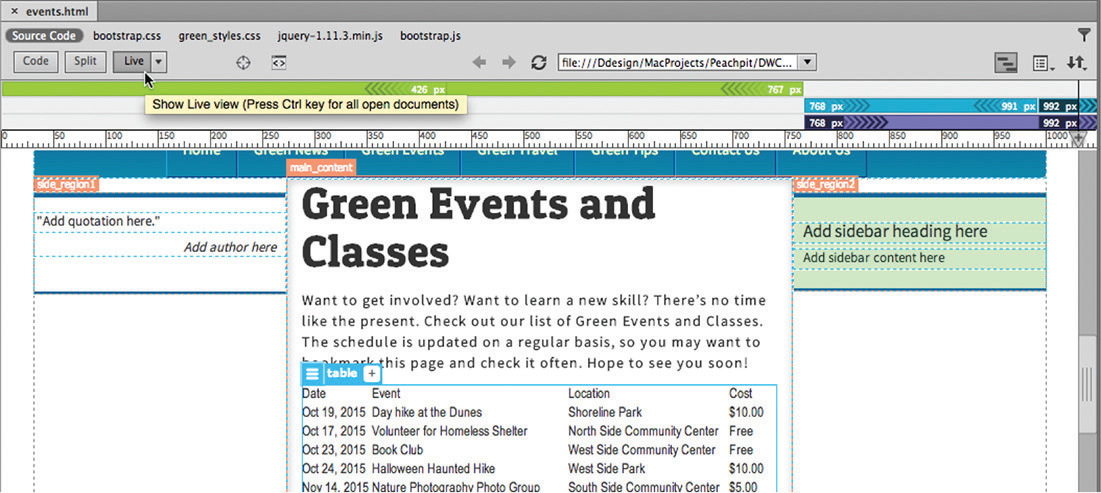 × events.html
Source Code bootstrap.css green_styles.css jquery-1.11.3.min.js bootstrap.js
Code Split Live file:///Ddesign/MacProjects/Peachpit/DWC...
426 px 767 px
Show Live view (Press Ctrl key for all open documents)
768 px 991 px 992 px
768 px 992 px
0 50 100 150 200 250 300 350 400 450 500 550 600 650 700 750 800 850 900 950 1000
Home Green News Green Events Green Travel Green Tips Contact Us About Us
main_content
side_region1 side_region2
Green Events and
Classes
"Add quotation here."
Add author here
Add sidebar heading here
Add sidebar content here
Want to get involved? Want to learn a new skill? There's no time
like the present. Check out our list of Green Events and Classes.
The schedule is updated on a regular basis, so you may want to
bookmark this page and check it often. Hope to see you soon!
table +
Date Event Location Cost
Oct 19, 2015 Day hike at the Dunes Shoreline Park $10.00
Oct 17, 2015 Volunteer for Homeless Shelter North Side Community Center Free
Oct 23, 2015 Book Club West Side Community Center Free
Oct 24, 2015 Halloween Haunted Hike West Side Park $10.00
Nov 14, 2015 Nature Photography Photo Group South Side Community Center $5.00